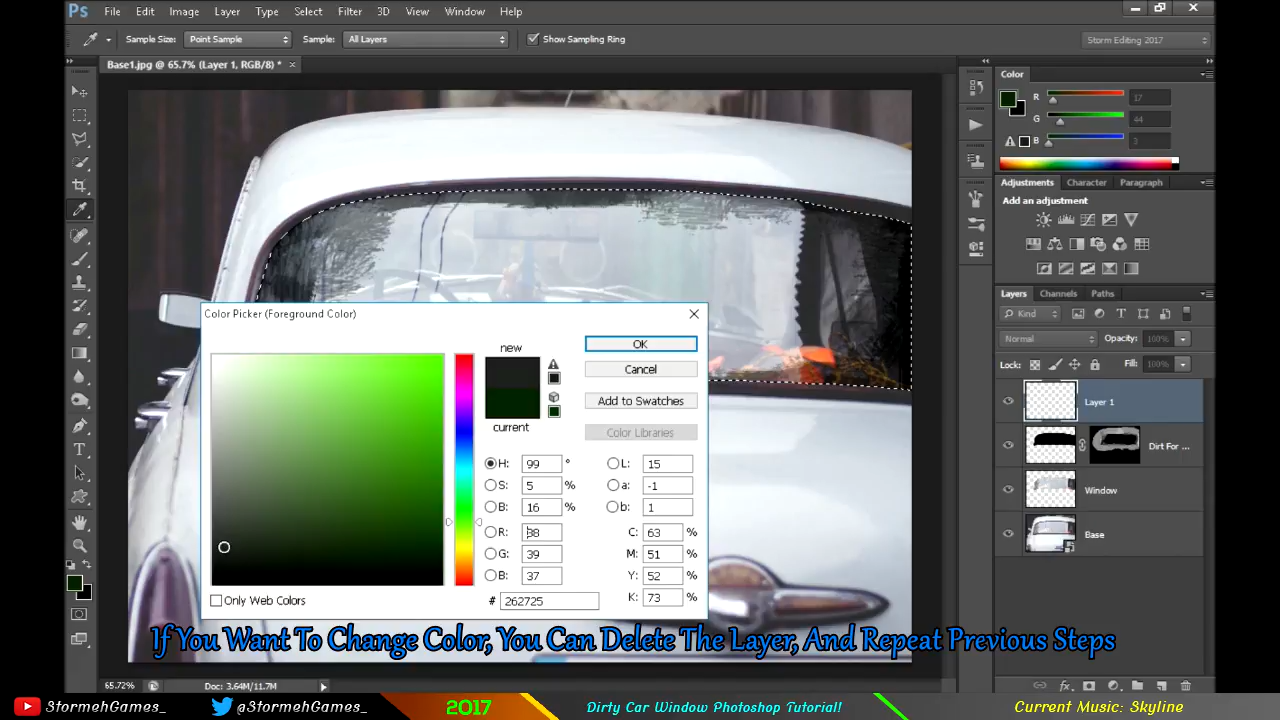 Ps File Edit Image Layer Type Select Filter 3D View Window Help
Sample Size: Point Sample Sample: All Layers Show Sampling Ring Storm Editing 2017
Base1.jpg @ 65.7% (Layer 1, RGB/8) *
Color
R 17
G 44
B 3
Adjustments Character Paragraph
Add an adjustment
Layers Channels Paths
Kind
Normal Opacity: 100%
Lock: Fill: 100%
Layer 1
Dirt For ...
Window
Base
Color Picker (Foreground Color)
new
current
OK
Cancel
Add to Swatches
Color Libraries
H: 99 ° L: 15
S: 5 % a: -1
B: 16 % b: 1
R: 38 C: 63 %
G: 39 M: 51 %
B: 37 Y: 52 %
# 262725 K: 73 %
Only Web Colors
If You Want To Change Color, You Can Delete The Layer, And Repeat Previous Steps
65.72% Doc: 3.64M/11.7M
StormehGames_ @StormehGames_ 2017 Dirty Car Window Photoshop Tutorial! Current Music: Skyline